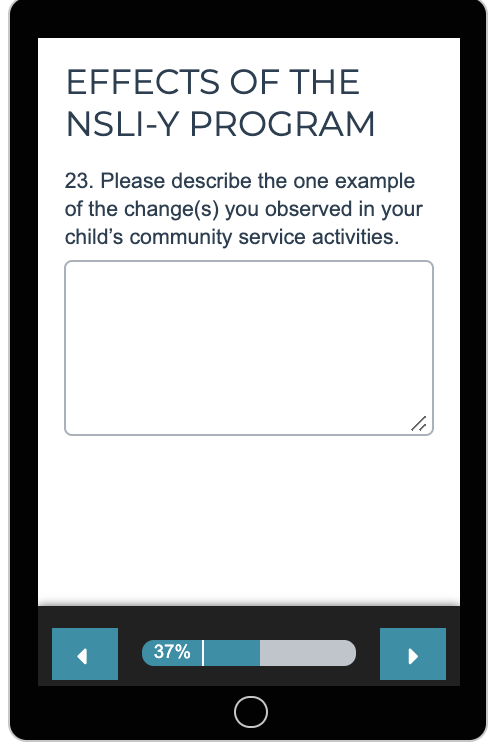 EFFECTS OF THE
NSLI-Y PROGRAM
23. Please describe the one example
of the change(s) you observed in your
child’s community service activities.
37%